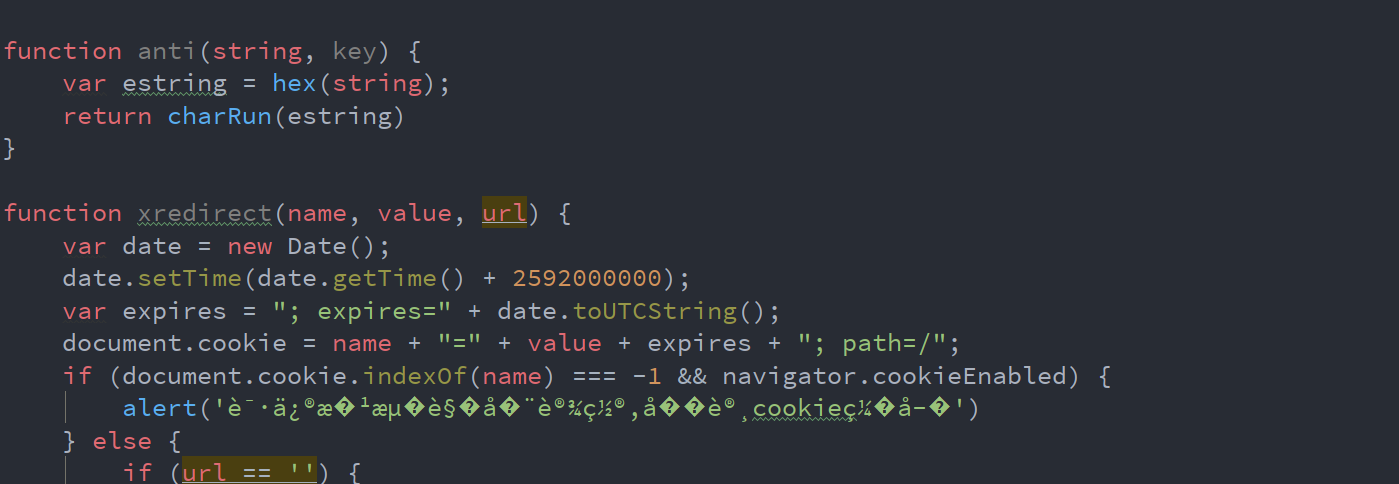 function anti(string, key) {
    var estring = hex(string);
    return charRun(estring)
}
function xredirect(name, value, url) {
    var date = new Date();
    date.setTime(date.getTime() + 2592000000);
    var expires = "; expires=" + date.toUTCString();
    document.cookie = name + "=" + value + expires + "; path=/";
    if (document.cookie.indexOf(name) === -1 && navigator.cookieEnabled) {
        alert('è¯·ä¿®æ�¹æµ�è§�å�¨è®¾ç½®,å��è®¸cookieç¼�å­�')
    } else {
        if (url == '') {